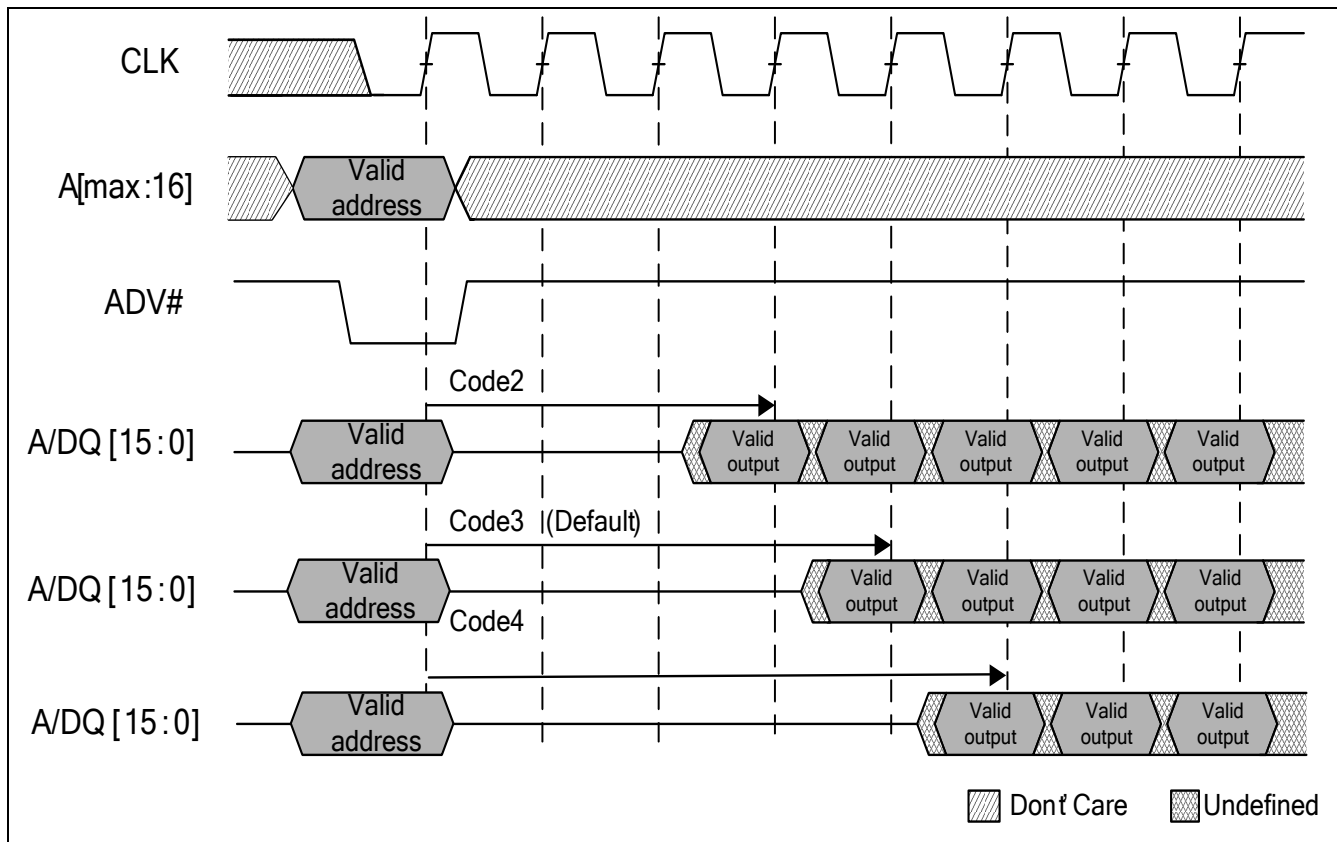 CLK
A[max:16]
Valid
address
ADV#
Code2
A/DQ [15:0]
Valid
address
Valid
output
Valid
output
Valid
output
Valid
output
Valid
output
Code3 (Default)
A/DQ [15:0]
Valid
address
Valid
output
Valid
output
Valid
output
Valid
output
Code4
A/DQ [15:0]
Valid
address
Valid
output
Valid
output
Valid
output
Don't Care
Undefined